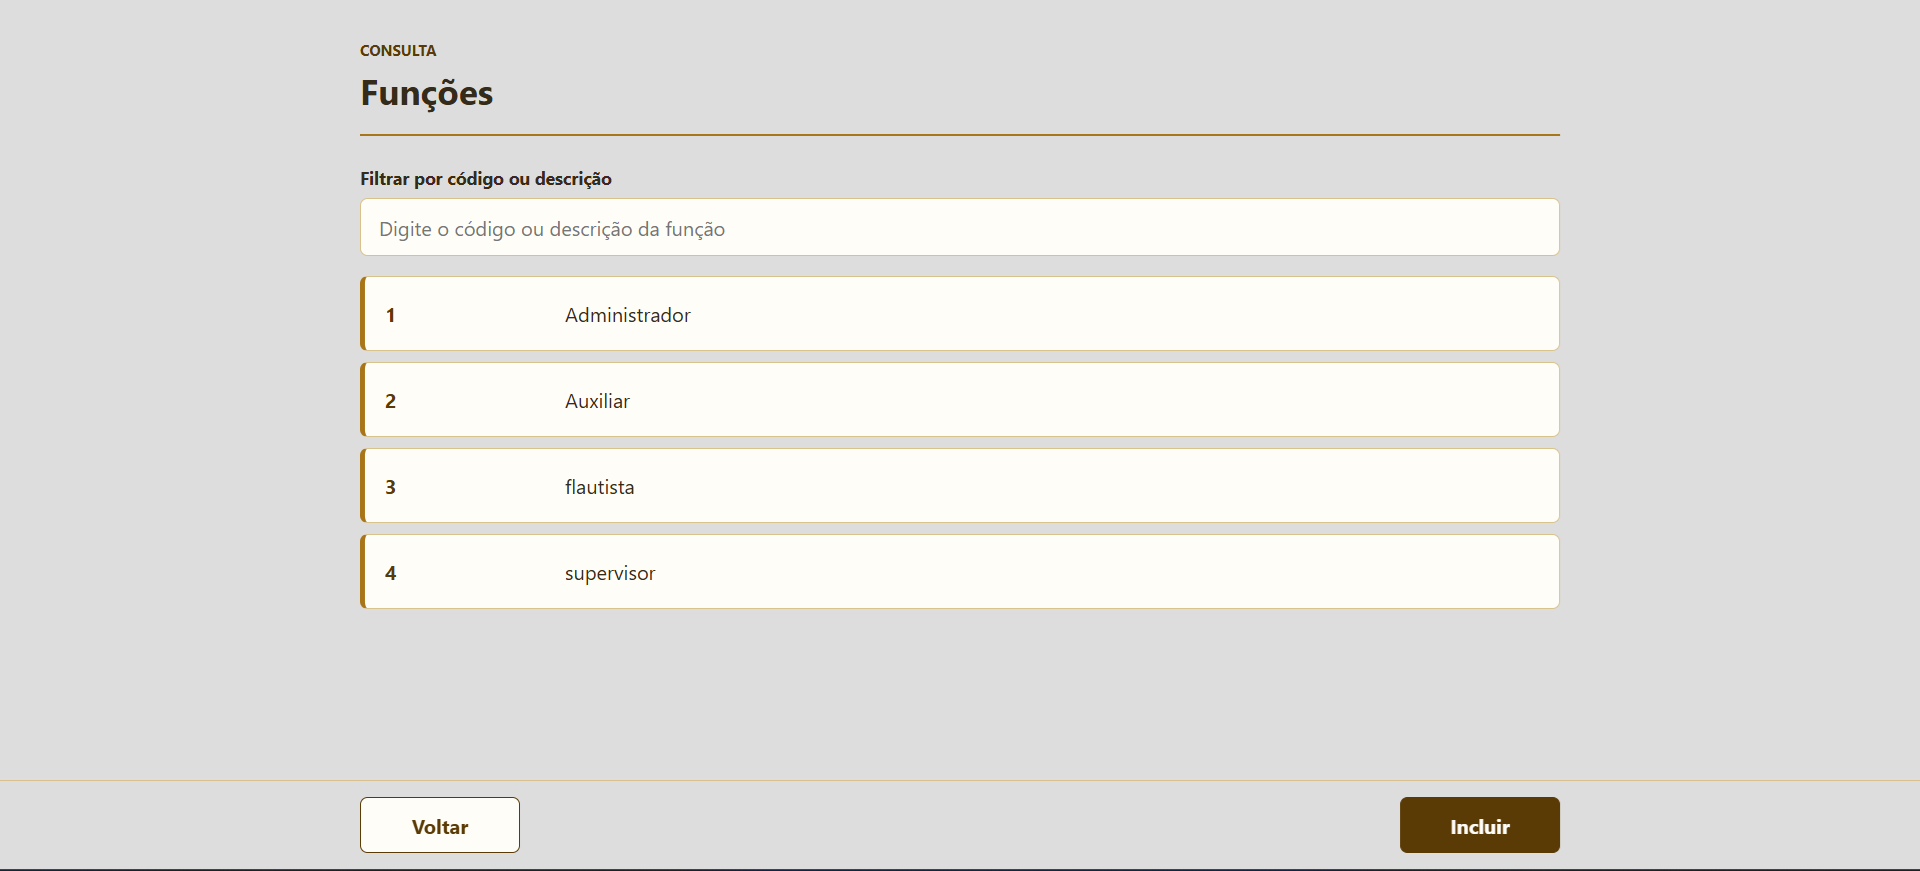 CONSULTA
Funções
Filtrar por código ou descrição
Digite o código ou descrição da função
1 Administrador
2 Auxiliar
3 flautista
4 supervisor
Voltar Incluir